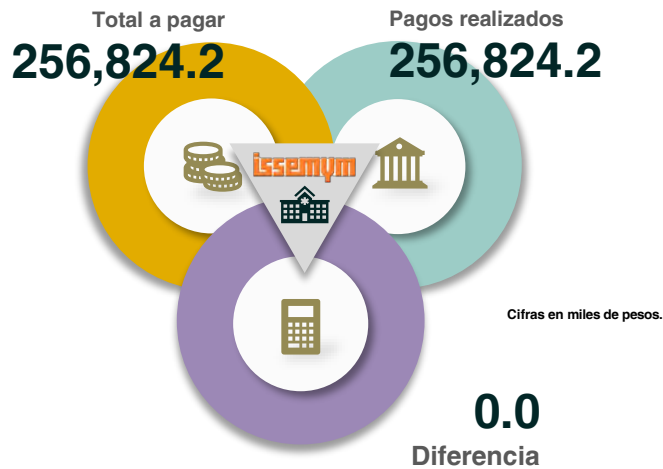 Total a pagar
256,824.2
Pagos realizados
256,824.2
issemym
Cifras en miles de pesos.
0.0
Diferencia